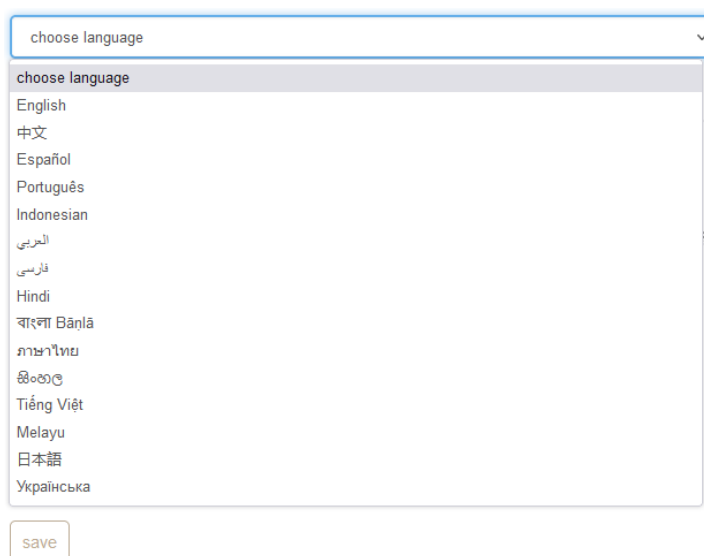 choose language
choose language
English
中文
Español
Português
Indonesian
العربي
فارسی
Hindi
বাংলা Bāṇlā
ภาษาไทย
සිංහල
Tiếng Việt
Melayu
日本語
Українська
save